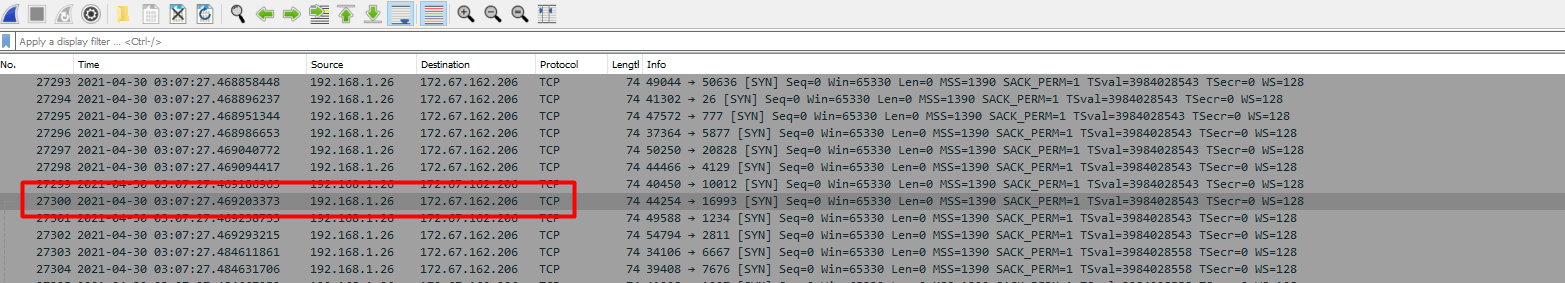 Apply a display filter ... <Ctrl-/>
No. Time Source Destination Protocol Lengtl Info
27293 2021-04-30 03:07:27.468858448 192.168.1.26 172.67.162.206 TCP 74 49044 → 50636 [SYN] Seq=0 Win=65330 Len=0 MSS=1390 SACK_PERM=1 TSval=3984028543 TSecr=0 WS=128
27294 2021-04-30 03:07:27.468896237 192.168.1.26 172.67.162.206 TCP 74 41302 → 26 [SYN] Seq=0 Win=65330 Len=0 MSS=1390 SACK_PERM=1 TSval=3984028543 TSecr=0 WS=128
27295 2021-04-30 03:07:27.468951344 192.168.1.26 172.67.162.206 TCP 74 47572 → 777 [SYN] Seq=0 Win=65330 Len=0 MSS=1390 SACK_PERM=1 TSval=3984028543 TSecr=0 WS=128
27296 2021-04-30 03:07:27.468986653 192.168.1.26 172.67.162.206 TCP 74 37364 → 5877 [SYN] Seq=0 Win=65330 Len=0 MSS=1390 SACK_PERM=1 TSval=3984028543 TSecr=0 WS=128
27297 2021-04-30 03:07:27.469040772 192.168.1.26 172.67.162.206 TCP 74 50250 → 20828 [SYN] Seq=0 Win=65330 Len=0 MSS=1390 SACK_PERM=1 TSval=3984028543 TSecr=0 WS=128
27298 2021-04-30 03:07:27.469094417 192.168.1.26 172.67.162.206 TCP 74 44466 → 4129 [SYN] Seq=0 Win=65330 Len=0 MSS=1390 SACK_PERM=1 TSval=3984028543 TSecr=0 WS=128
27299 2021-04-30 192.168.1.26 172.67.162.206 TCP 74 40450 → 10012 [SYN] Seq=0 Win=65330 Len=0 MSS=1390 SACK_PERM=1 TSval=3984028543 TSecr=0 WS=128
27300 2021-04-30 03:07:27.469203373 192.168.1.26 172.67.162.206 TCP 74 44254 → 16993 [SYN] Seq=0 Win=65330 Len=0 MSS=1390 SACK_PERM=1 TSval=3984028543 TSecr=0 WS=128
27301 2021-04-30 192.168.1.26 172.67.162.206 TCP 74 49588 → 1234 [SYN] Seq=0 Win=65330 Len=0 MSS=1390 SACK_PERM=1 TSval=3984028543 TSecr=0 WS=128
27302 2021-04-30 03:07:27.469293215 192.168.1.26 172.67.162.206 TCP 74 54794 → 2811 [SYN] Seq=0 Win=65330 Len=0 MSS=1390 SACK_PERM=1 TSval=3984028543 TSecr=0 WS=128
27303 2021-04-30 03:07:27.484611861 192.168.1.26 172.67.162.206 TCP 74 34106 → 6667 [SYN] Seq=0 Win=65330 Len=0 MSS=1390 SACK_PERM=1 TSval=3984028558 TSecr=0 WS=128
27304 2021-04-30 03:07:27.484631706 192.168.1.26 172.67.162.206 TCP 74 39408 → 7676 [SYN] Seq=0 Win=65330 Len=0 MSS=1390 SACK_PERM=1 TSval=3984028558 TSecr=0 WS=128